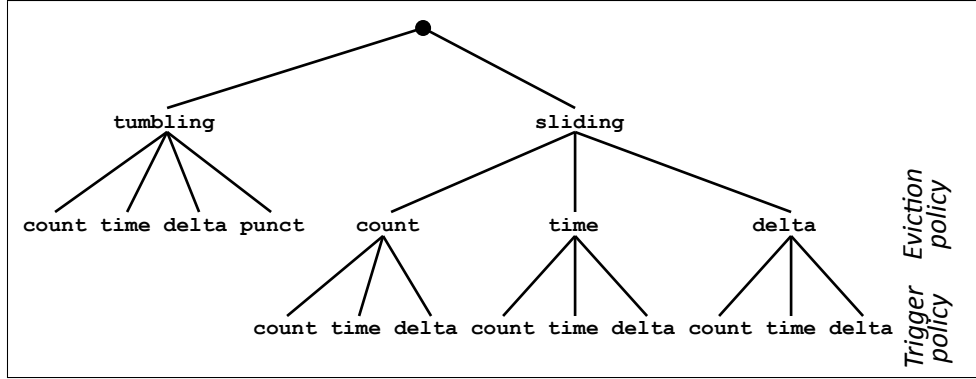 tumbling sliding
count time delta punct count time delta
Eviction policy
count time delta count time delta count time delta
Trigger policy